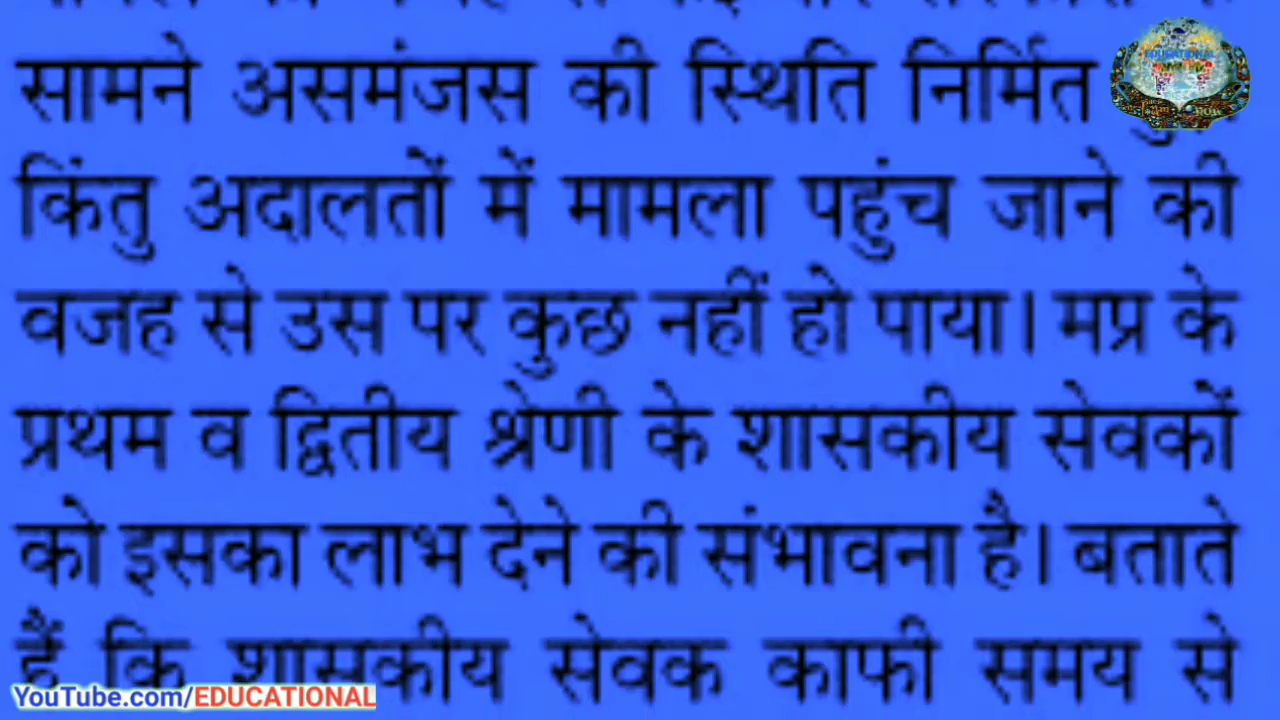 सामने असमंजस की स्थिति निर्मित
किंतु अदालतों में मामला पहुंच जाने की
वजह से उस पर कुछ नहीं हो पाया। मप्र के
प्रथम व द्वितीय श्रेणी के शासकीय सेवकों
को इसका लाभ देने की संभावना है। बताते
हैं कि शासकीय सेवक काफी समय से
YouTube.com/EDUCATIONAL
EDUCATIONAL